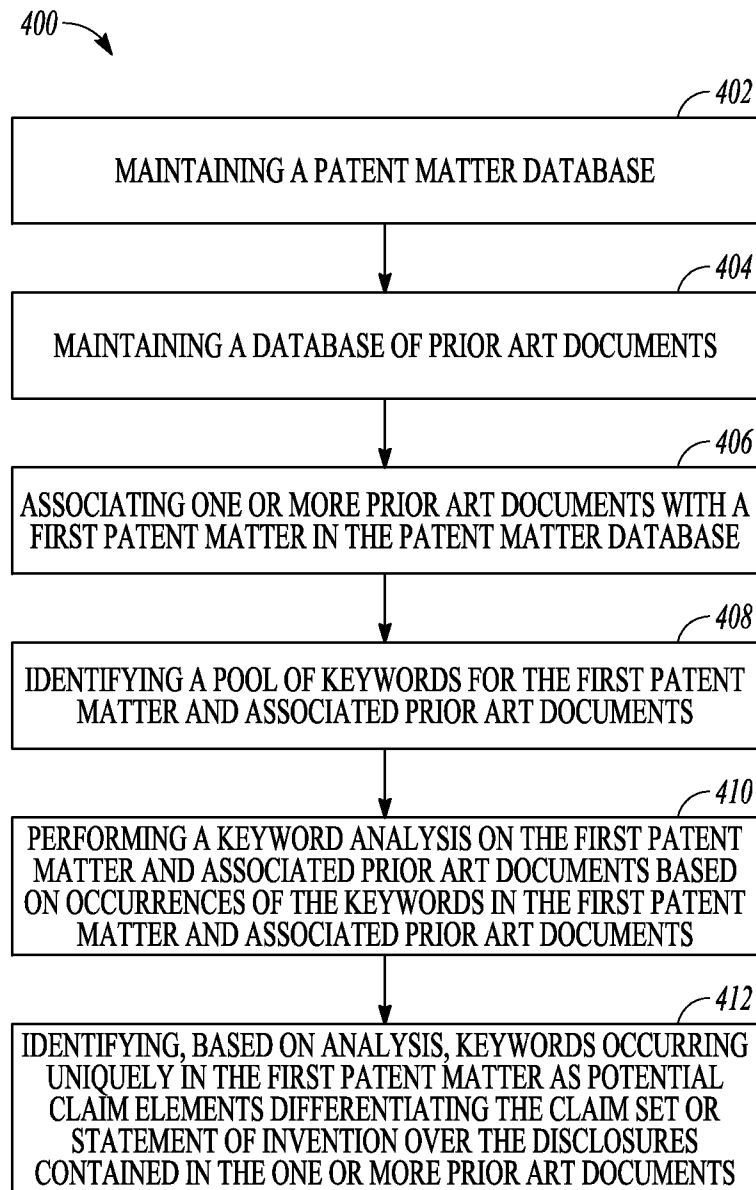 400
402
MAINTAINING A PATENT MATTER DATABASE
404
MAINTAINING A DATABASE OF PRIOR ART DOCUMENTS
406
ASSOCIATING ONE OR MORE PRIOR ART DOCUMENTS WITH A
FIRST PATENT MATTER IN THE PATENT MATTER DATABASE
408
IDENTIFYING A POOL OF KEYWORDS FOR THE FIRST PATENT
MATTER AND ASSOCIATED PRIOR ART DOCUMENTS
410
PERFORMING A KEYWORD ANALYSIS ON THE FIRST PATENT
MATTER AND ASSOCIATED PRIOR ART DOCUMENTS BASED
ON OCCURRENCES OF THE KEYWORDS IN THE FIRST PATENT
MATTER AND ASSOCIATED PRIOR ART DOCUMENTS
412
IDENTIFYING, BASED ON ANALYSIS, KEYWORDS OCCURRING
UNIQUELY IN THE FIRST PATENT MATTER AS POTENTIAL
CLAIM ELEMENTS DIFFERENTIATING THE CLAIM SET OR
STATEMENT OF INVENTION OVER THE DISCLOSURES
CONTAINED IN THE ONE OR MORE PRIOR ART DOCUMENTS